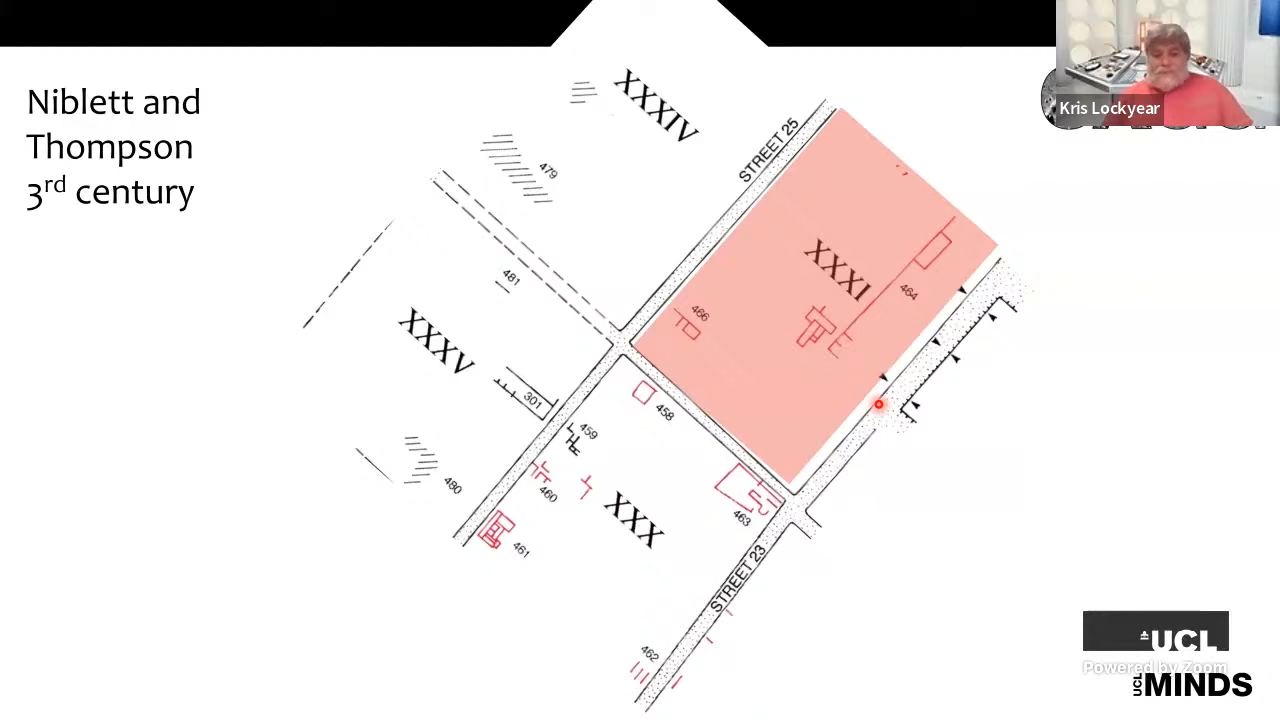 Niblett and
Thompson
3rd century
XXXIV
479
STREET 25
Kris Lockyear
481
XXXI
464
XXXV
466
301
458
459
460
XXX
463
480
461
STREET 23
462
UCL
Powered by Zoom
UCL MINDS